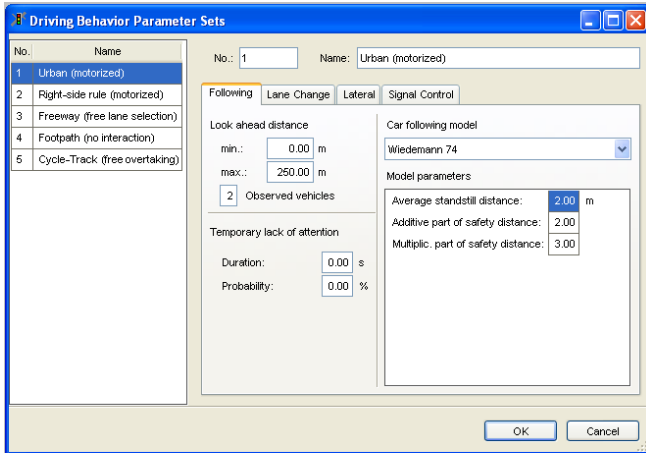 Driving Behavior Parameter Sets
No. Name
1 Urban (motorized)
2 Right-side rule (motorized)
3 Freeway (free lane selection)
4 Footpath (no interaction)
5 Cycle-Track (free overtaking)
No.: 1 Name: Urban (motorized)
Following Lane Change Lateral Signal Control
Look ahead distance
min.: 0.00 m
max.: 250.00 m
2 Observed vehicles
Temporary lack of attention
Duration: 0.00 s
Probability: 0.00 %
Car following model
Wiedemann 74
Model parameters
Average standstill distance: 2.00 m
Additive part of safety distance: 2.00
Multiplic. part of safety distance: 3.00
OK Cancel